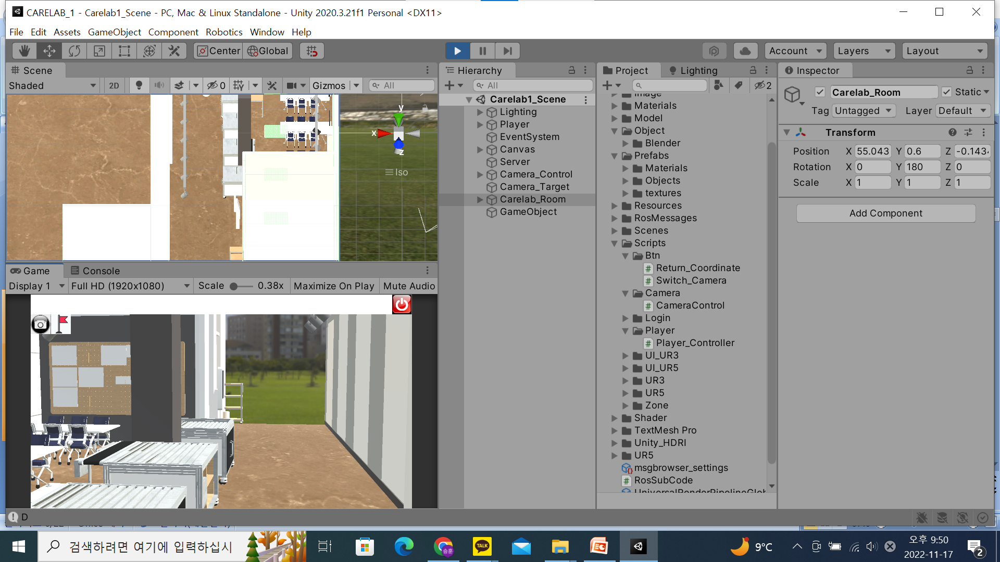 CARELAB_1 - Carelab1_Scene - PC, Mac & Linux Standalone - Unity 2020.3.21f1 Personal <DX11>
File Edit Assets GameObject Component Robotics Window Help
Center Global Account Layers Layout
Scene
Shaded 2D 0 Gizmos All
y
x
z
Iso
Game Console
Display 1 Full HD (1920x1080) Scale 0.38x Maximize On Play Mute Audio
D
Hierarchy
All
Carelab1_Scene
Lighting
Player
EventSystem
Canvas
Server
Camera_Control
Camera_Target
Carelab_Room
GameObject
Project Lighting
2
Image
Materials
Model
Object
Blender
Prefabs
Materials
Objects
textures
Resources
RosMessages
Scenes
Scripts
Btn
Return_Coordinate
Switch_Camera
Camera
CameraControl
Login
Player
Player_Controller
UI_UR3
UI_UR5
UR3
UR5
Zone
Shader
TextMesh Pro
Unity_HDRI
UR5
msgbrowser_settings
RosSubCode
UniversalRenderPipelineGlob
Inspector
Carelab_Room Static
Tag Untagged Layer Default
Transform
Position X 55.043 Y 0.6 Z -0.143
Rotation X 0 Y 180 Z 0
Scale X 1 Y 1 Z 1
Add Component
검색하려면 여기에 입력하십시
TALK
승훈
9°C
오후 9:50
2022-11-17
2